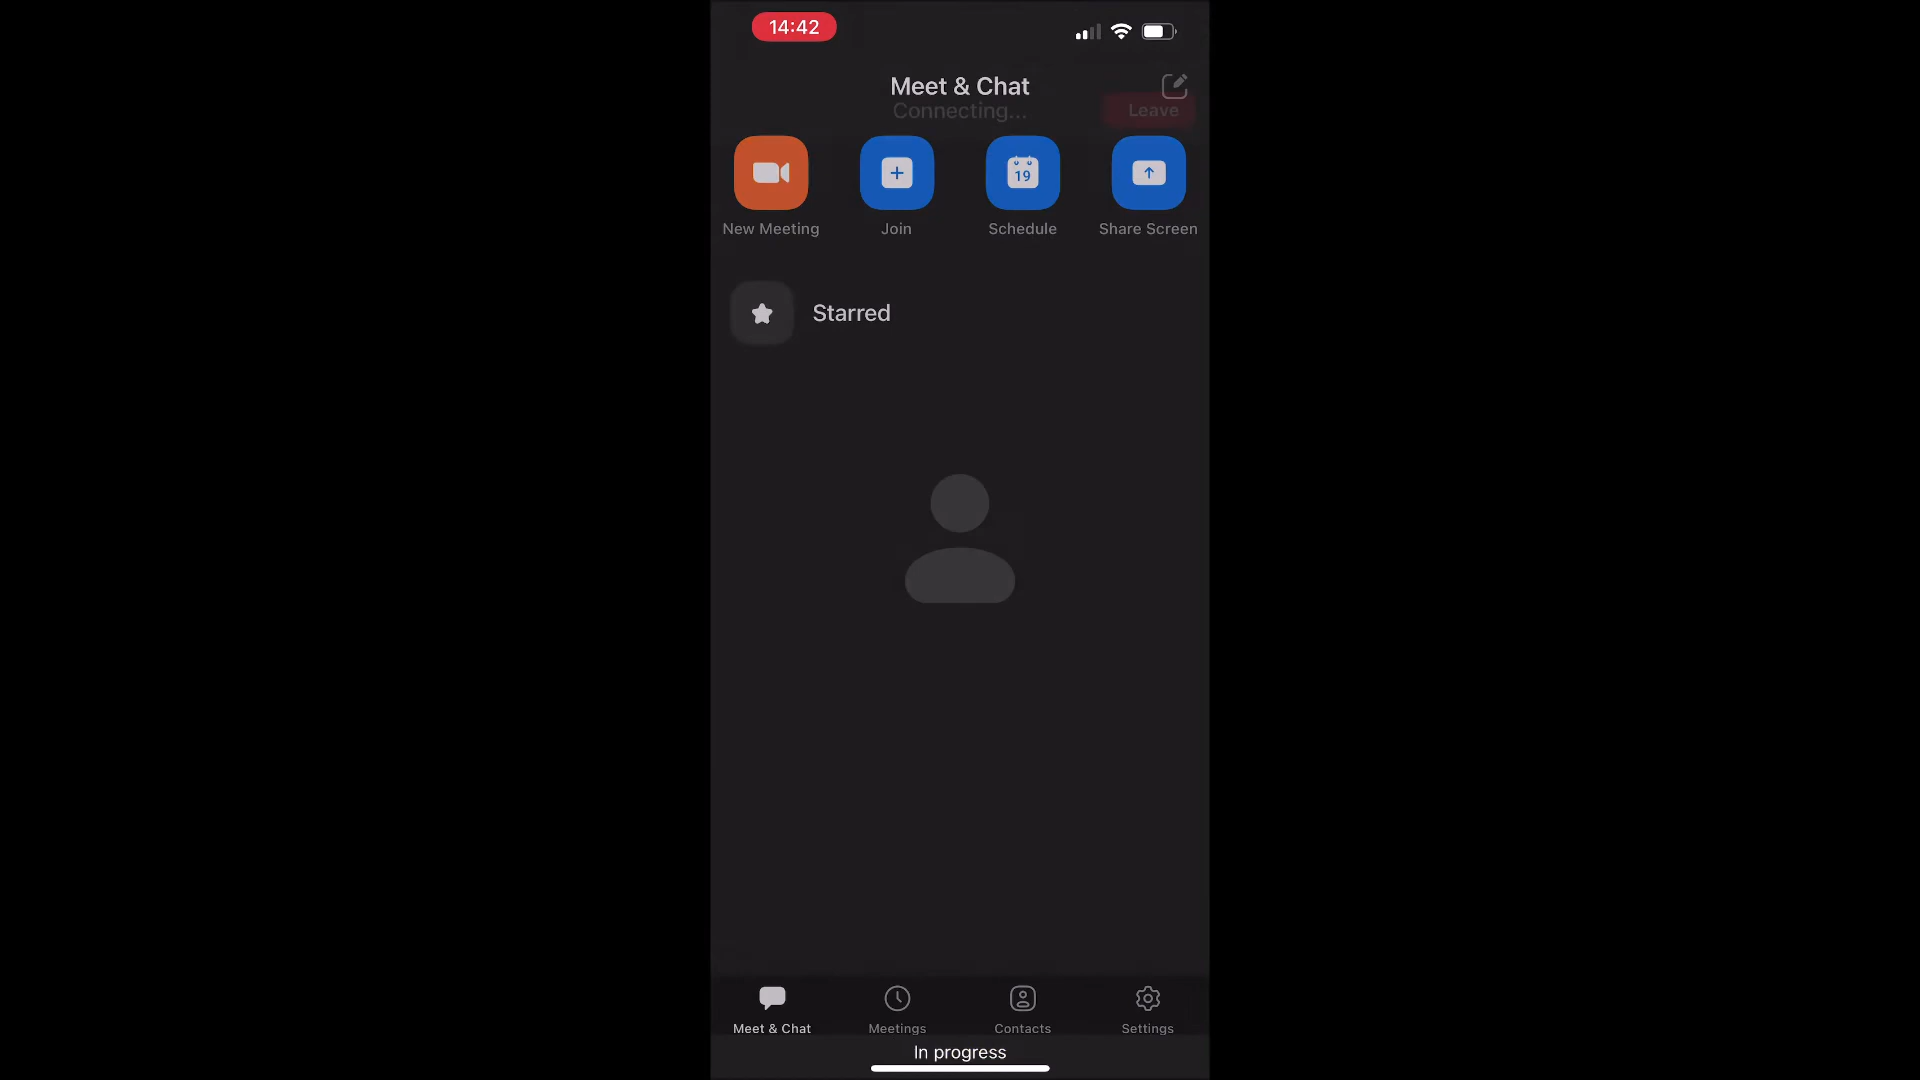 14:42
Meet & Chat
Connecting...
Leave
19
New Meeting
Join
Schedule
Share Screen
Starred
Meet & Chat
Meetings
Contacts
Settings
In progress